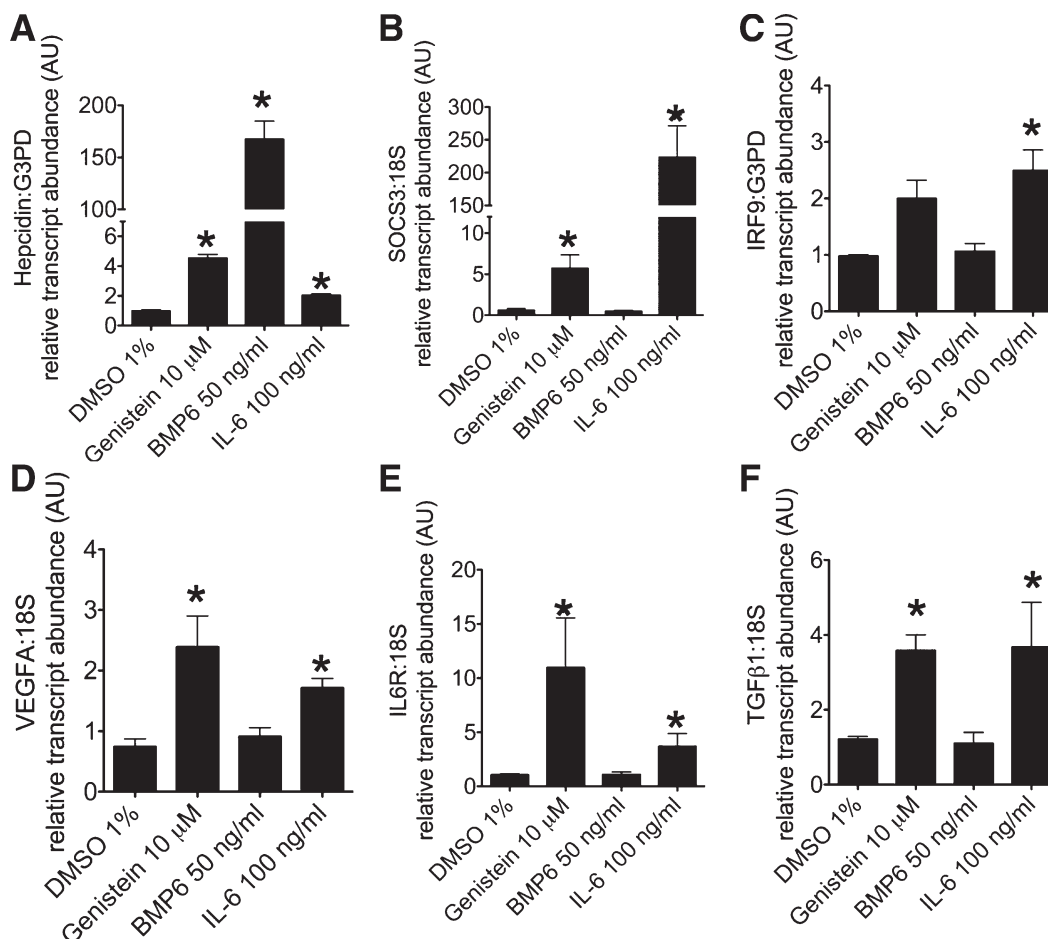 A
Hepcidin:G3PD
relative transcript abundance (AU)
200
150
100
6
4
2
0
*
*
*
DMSO 1%
Genistein 10 μM
BMP6 50 ng/ml
IL-6 100 ng/ml
B
SOCS3:18S
relative transcript abundance (AU)
300
250
200
150
10
5
0
*
*
DMSO 1%
Genistein 10 μM
BMP6 50 ng/ml
IL-6 100 ng/ml
C
IRF9:G3PD
relative transcript abundance (AU)
4
3
2
1
0
*
DMSO 1%
Genistein 10 μM
BMP6 50 ng/ml
IL-6 100 ng/ml
D
VEGFA:18S
relative transcript abundance (AU)
4
3
2
1
0
*
*
DMSO 1%
Genistein 10 μM
BMP6 50 ng/ml
IL-6 100 ng/ml
E
IL6R:18S
relative transcript abundance (AU)
20
15
10
5
0
*
*
DMSO 1%
Genistein 10 μM
BMP6 50 ng/ml
IL-6 100 ng/ml
F
TGFβ1:18S
relative transcript abundance (AU)
6
4
2
0
*
*
DMSO 1%
Genistein 10 μM
BMP6 50 ng/ml
IL-6 100 ng/ml